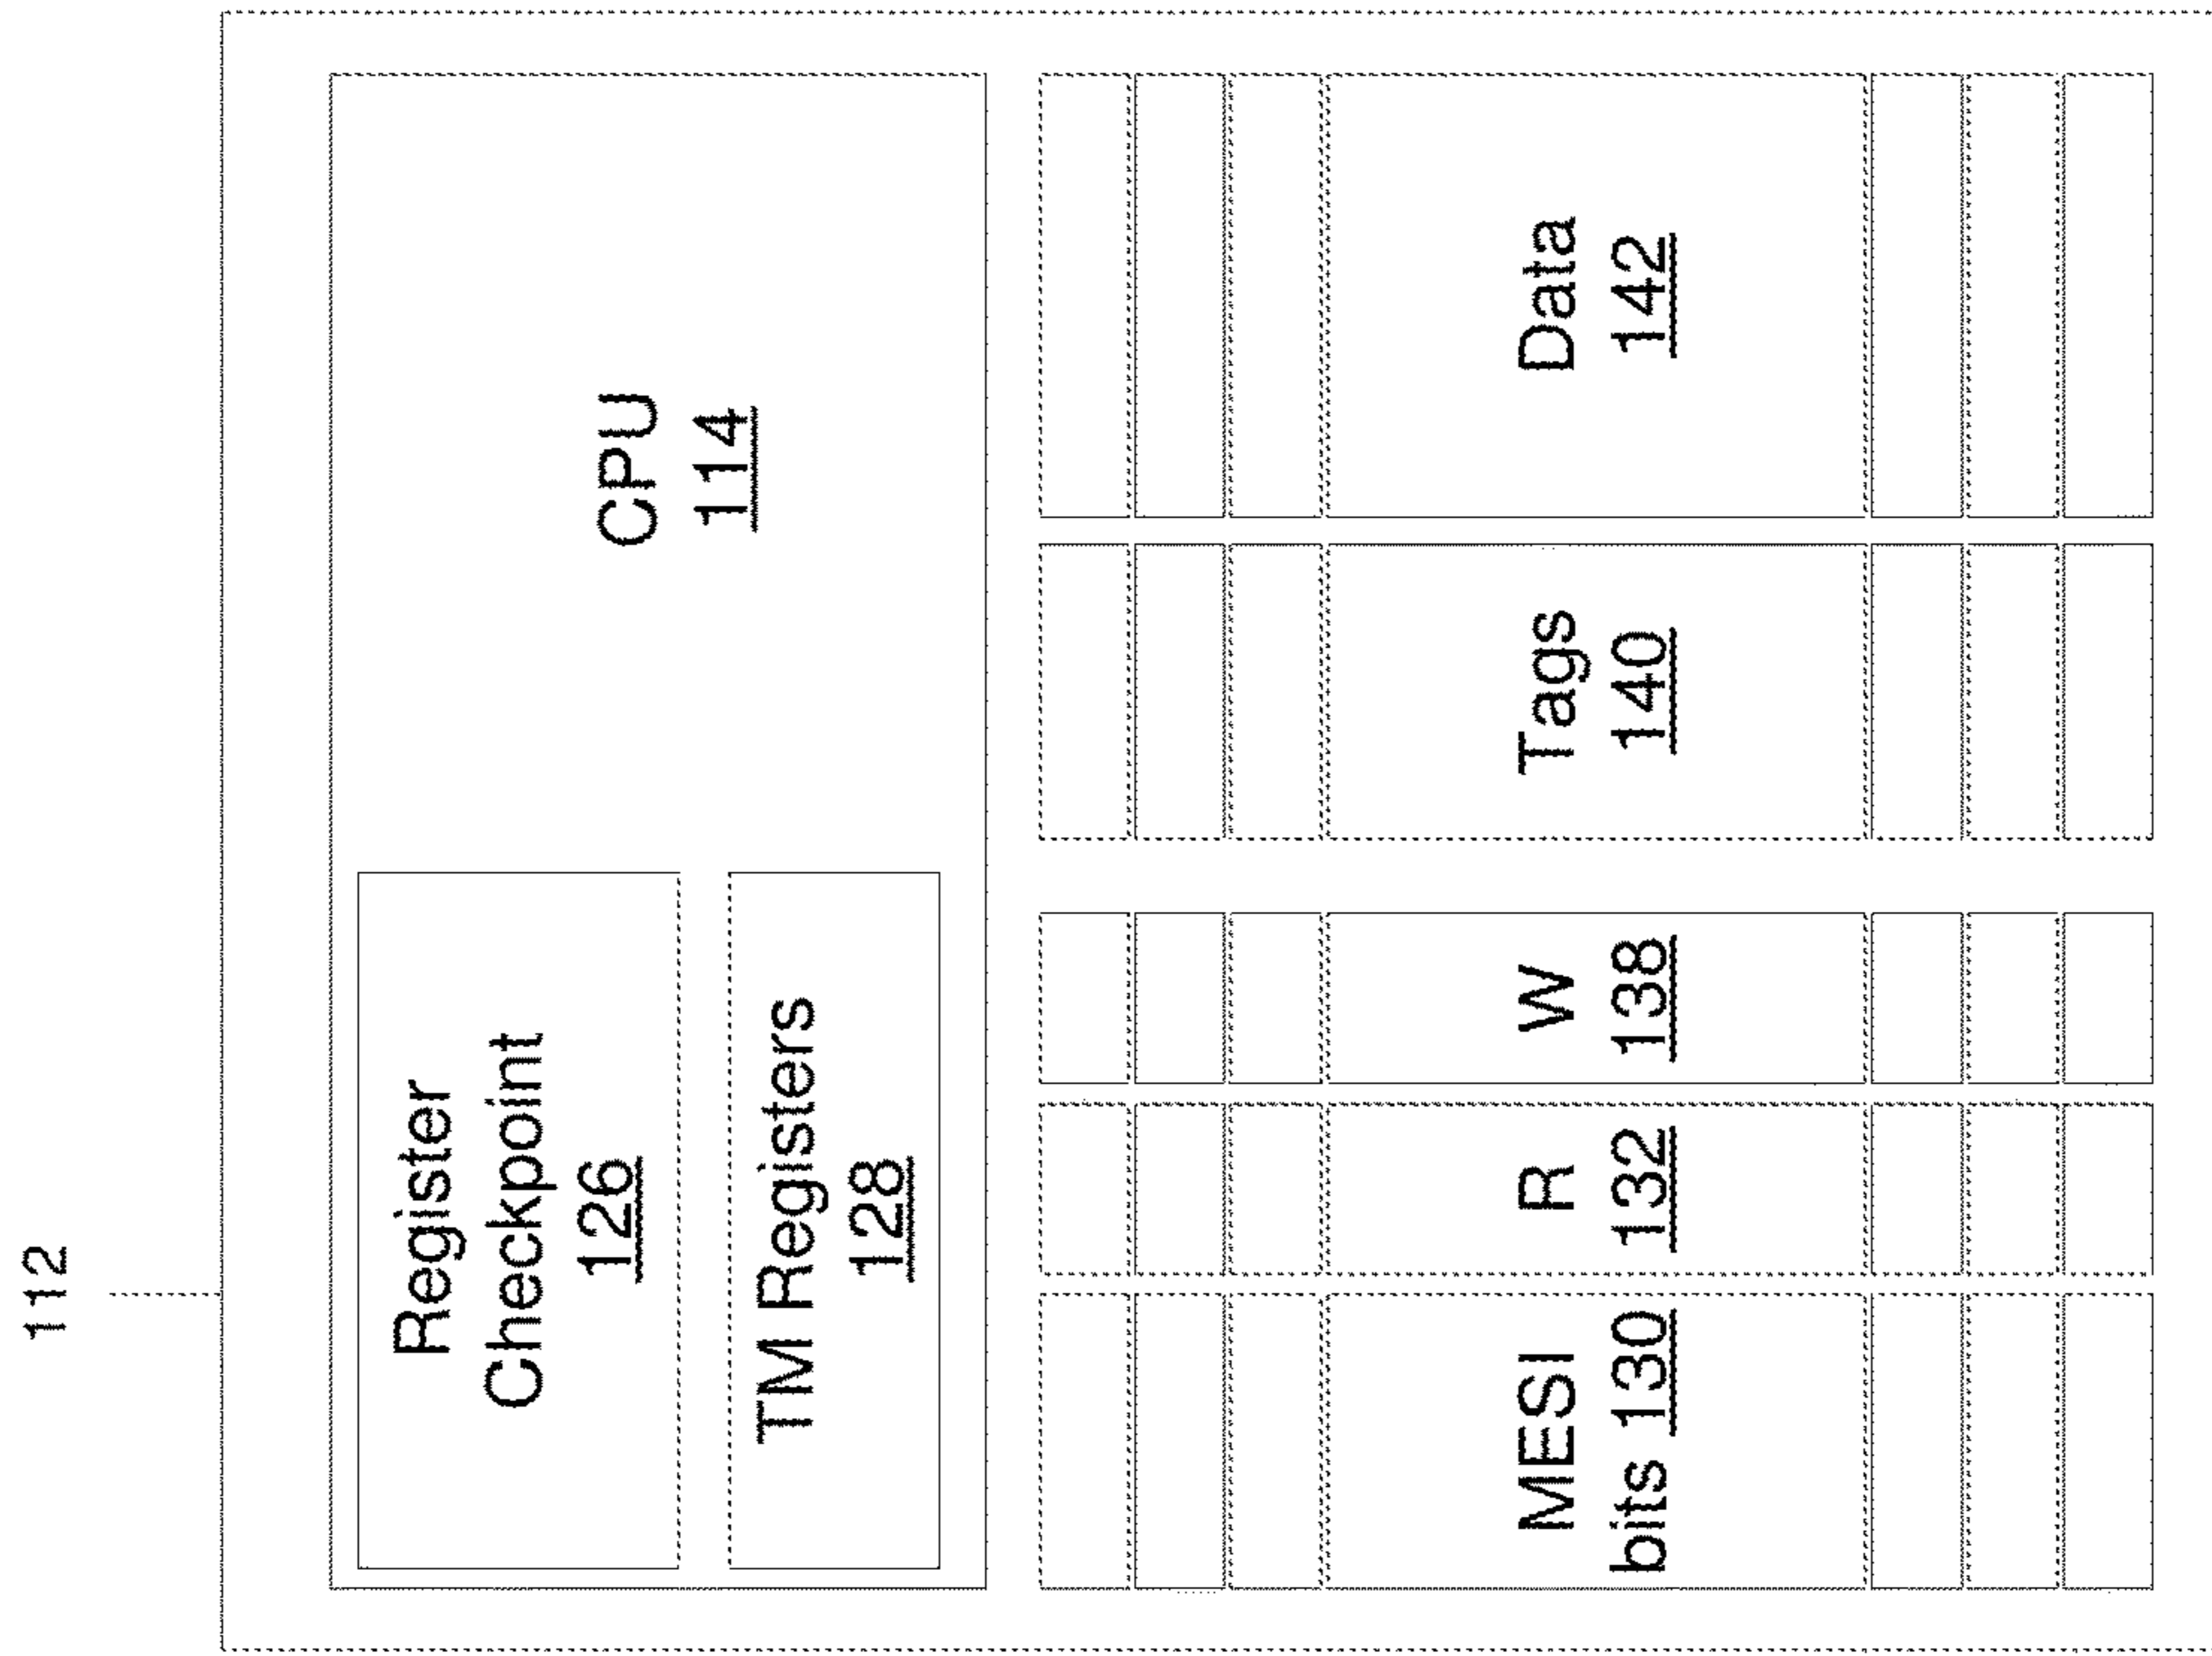 112
Register
Checkpoint
126
TM Registers
128
CPU
114
MESI
bits 130
R
132
W
138
Tags
140
Data
142